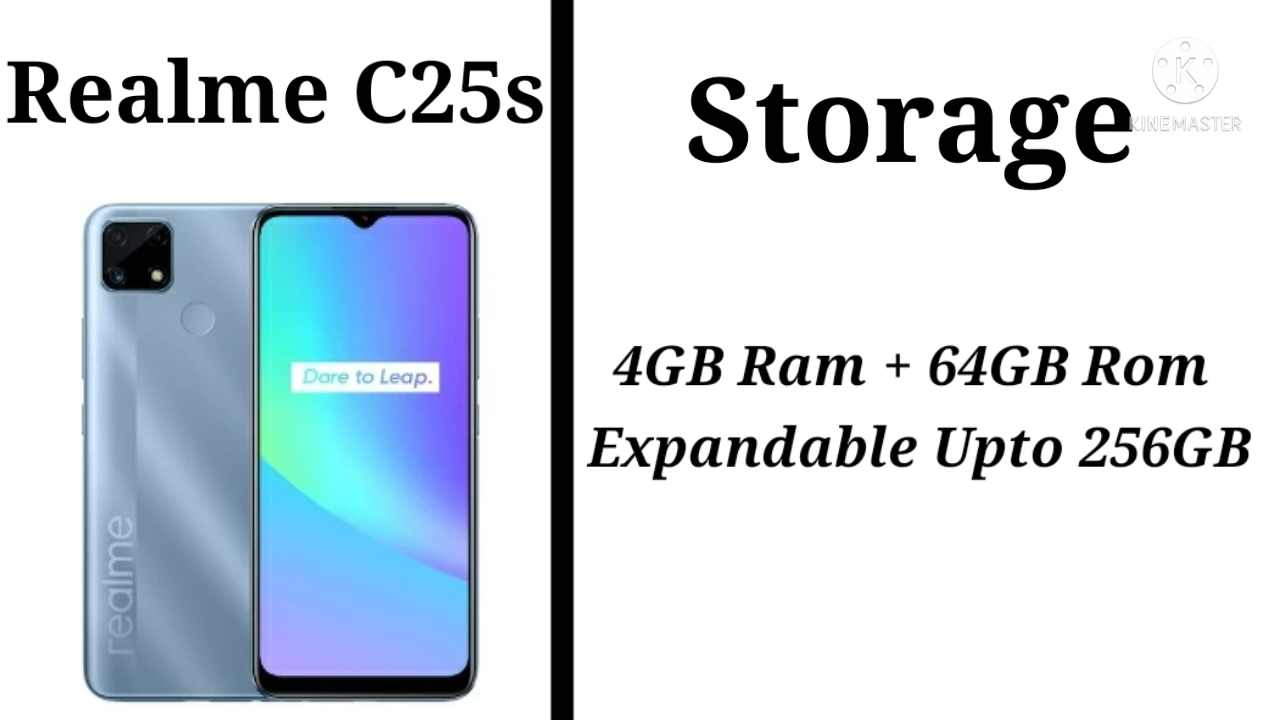 Realme C25s
Dare to Leap.
realme
Storage
K
KINEMASTER
4GB Ram + 64GB Rom
Expandable Upto 256GB